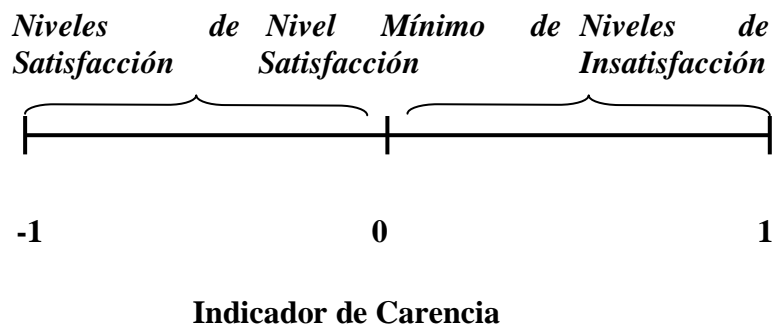 Niveles de Nivel Mínimo de Niveles de
Satisfacción Satisfacción Insatisfacción
-1 0 1
Indicador de Carencia